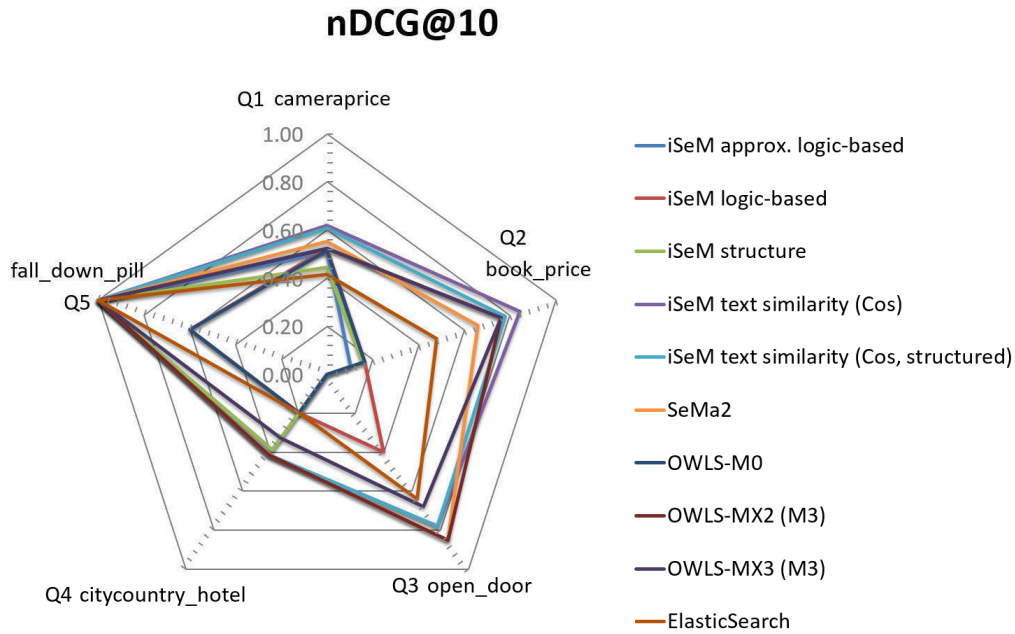 nDCG@10
Q1 cameraprice
1.00
0.80
0.60
0.40
0.20
0.00
Q2
book_price
Q3 open_door
Q4 citycountry_hotel
fall_down_pill
Q5
iSeM approx. logic-based
iSeM logic-based
iSeM structure
iSeM text similarity (Cos)
iSeM text similarity (Cos, structured)
SeMa2
OWLS-M0
OWLS-MX2 (M3)
OWLS-MX3 (M3)
ElasticSearch